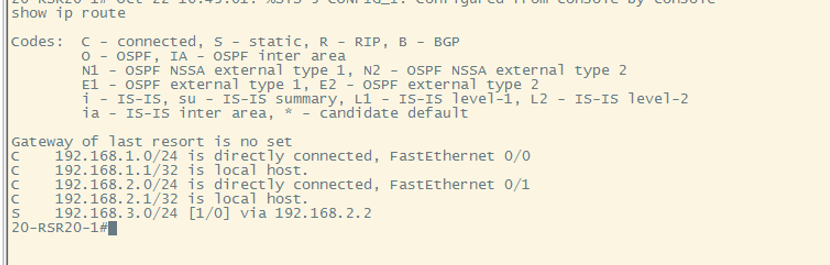 show ip route
Codes:  C - connected, S - static, R - RIP, B - BGP
        O - OSPF, IA - OSPF inter area
        N1 - OSPF NSSA external type 1, N2 - OSPF NSSA external type 2
        E1 - OSPF external type 1, E2 - OSPF external type 2
        i - IS-IS, su - IS-IS summary, L1 - IS-IS level-1, L2 - IS-IS level-2
        ia - IS-IS inter area, * - candidate default
Gateway of last resort is no set
C    192.168.1.0/24 is directly connected, FastEthernet 0/0
C    192.168.1.1/32 is local host.
C    192.168.2.0/24 is directly connected, FastEthernet 0/1
C    192.168.2.1/32 is local host.
S    192.168.3.0/24 [1/0] via 192.168.2.2
20-RSR20-1#